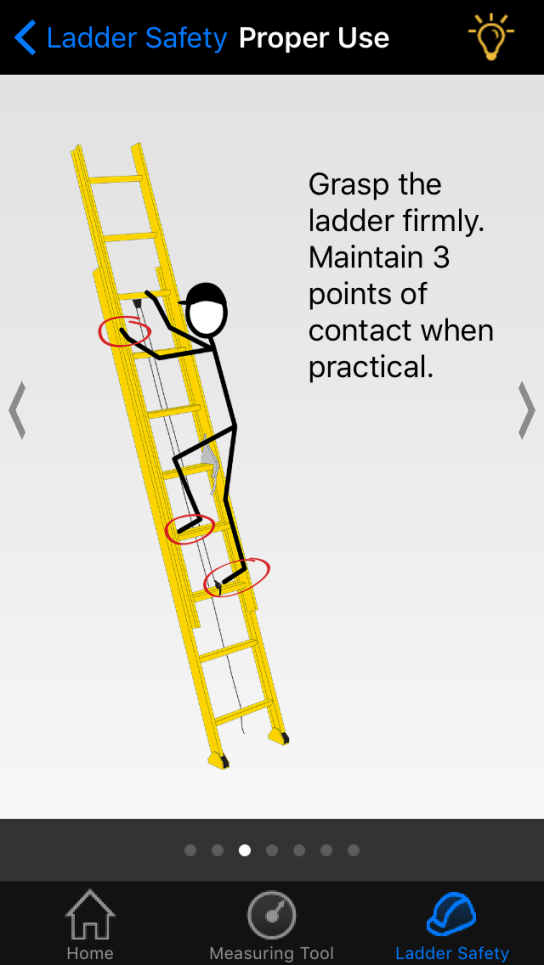 Ladder Safety Proper Use
Grasp the
ladder firmly.
Maintain 3
points of
contact when
practical.
Home Measuring Tool Ladder Safety